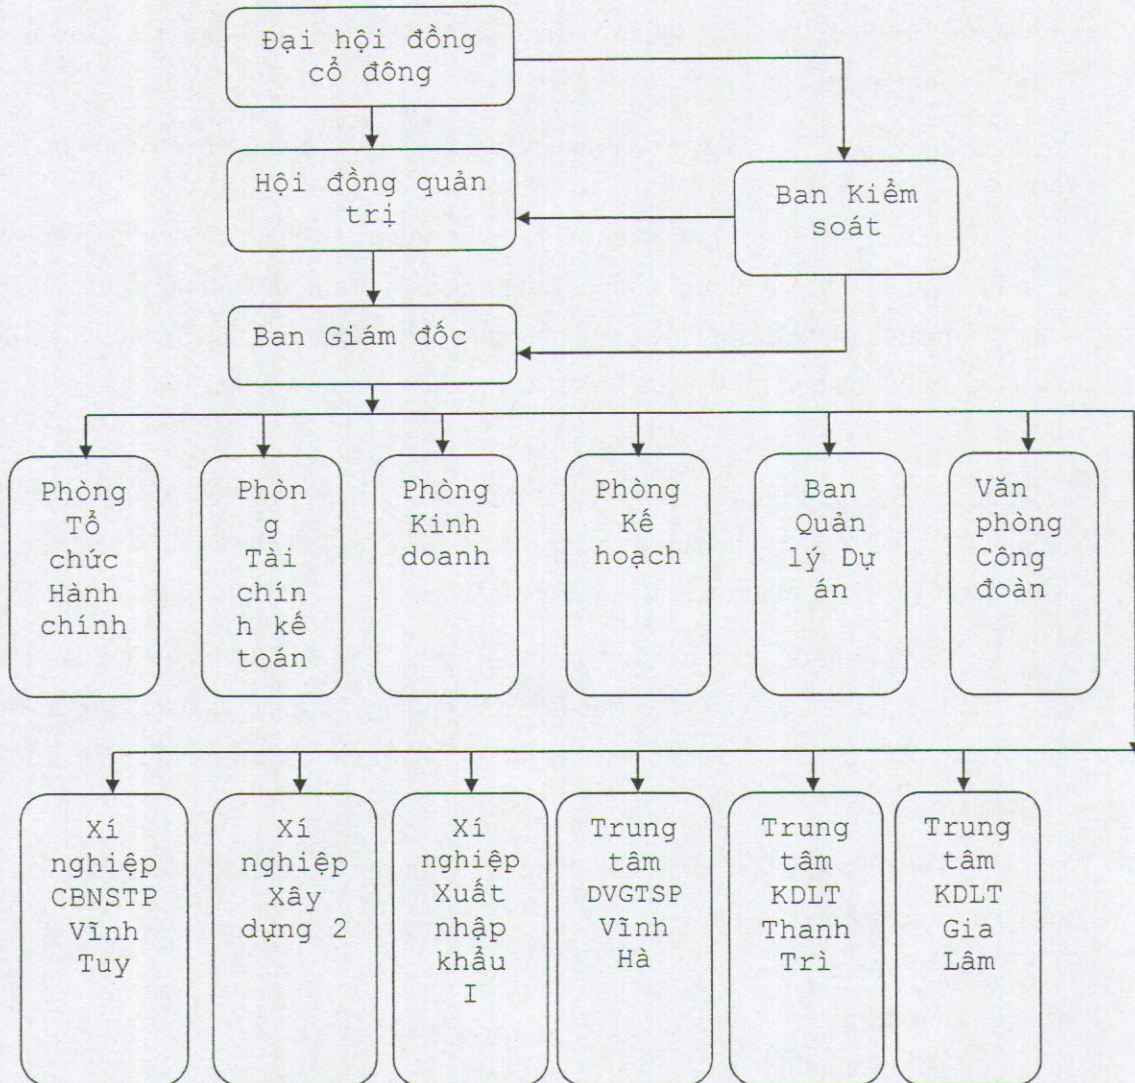 Đại hội đồng
cổ đông
Hội đồng quản
trị
Ban Kiểm
soát
Ban Giám đốc
Phòng
Tổ
chức
Hành
chính
Phòn
g
Tài
chín
h kế
toán
Phòng
Kinh
doanh
Phòng
Kế
hoạch
Ban
Quản
lý Dự
án
Văn
phòng
Công
đoàn
Xí
nghiệp
CBNSTP
Vĩnh
Tuy
Xí
nghiệp
Xây
dựng 2
Xí
nghiệp
Xuất
nhập
khẩu
I
Trung
tâm
DVGTSP
Vĩnh
Hà
Trung
tâm
KDLT
Thanh
Trì
Trung
tâm
KDLT
Gia
Lâm